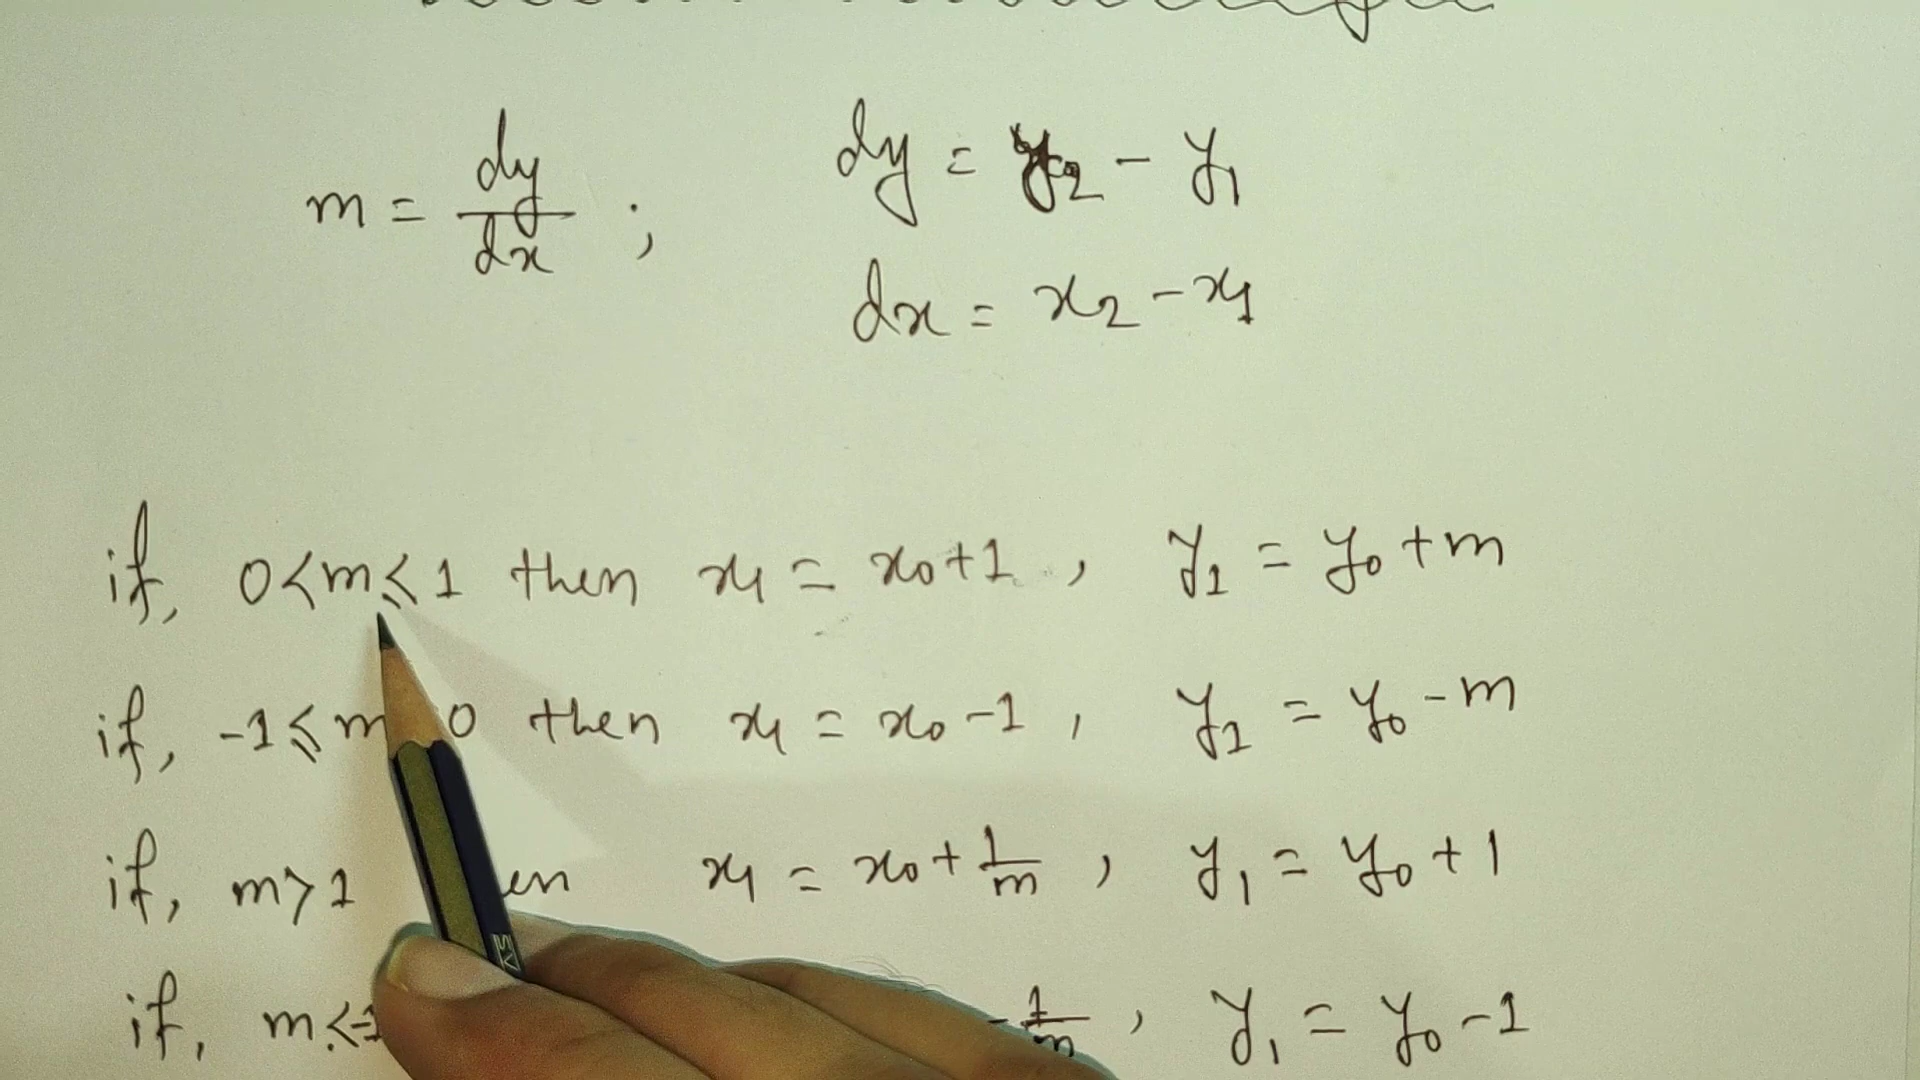 m = dy/dx ; dy = y2 - y1
dx = x2 - x1
if, 0<m≤1 then x1 = x0+1 , y1 = y0+m
if, -1≤m 0 then x1 = x0-1 , y1 = y0-m
if, m>1 x1 = x0+1/m , y1 = y0+1
if, m≤-1 -1/m , y1 = y0-1